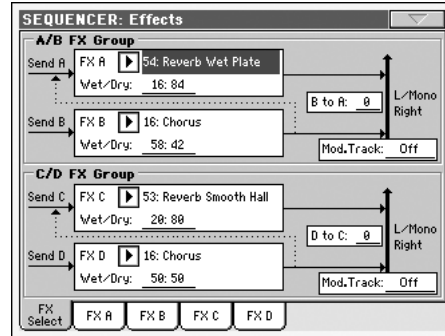 SEQUENCER: Effects
A/B FX Group
Send A FX A 54: Reverb Wet Plate
Wet/Dry: 16:84
B to A: 0
L/Mono
Right
Send B FX B 16: Chorus
Wet/Dry: 58:42
Mod.Track: Off
C/D FX Group
Send C FX C 53: Reverb Smooth Hall
Wet/Dry: 20:80
D to C: 0
L/Mono
Right
Send D FX D 16: Chorus
Wet/Dry: 50:50
Mod.Track: Off
FX Select FX A FX B FX C FX D